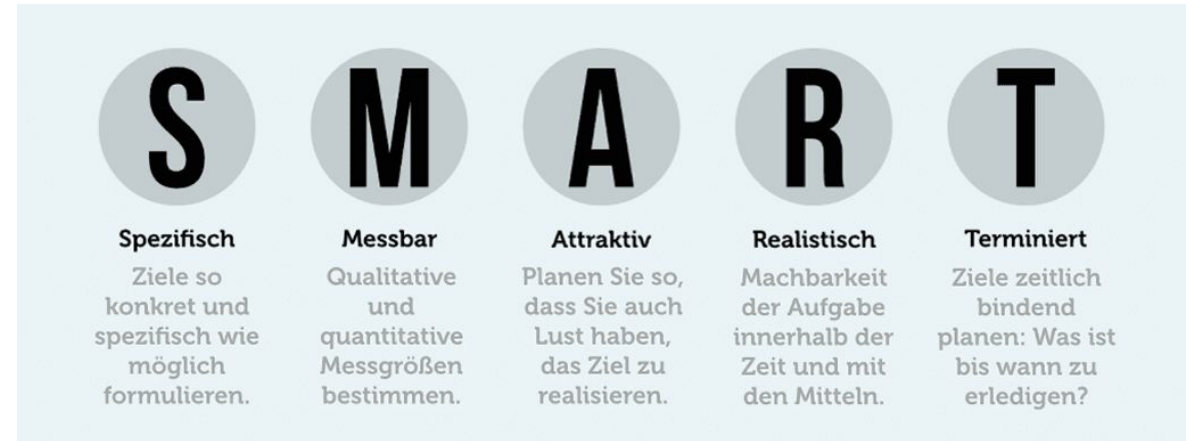 S
M
A
R
T
Spezifisch
Ziele so
konkret und
spezifisch wie
möglich
formulieren.
Messbar
Qualitative
und
quantitative
Messgrößen
bestimmen.
Attraktiv
Planen Sie so,
dass Sie auch
Lust haben,
das Ziel zu
realisieren.
Realistisch
Machbarkeit
der Aufgabe
innerhalb der
Zeit und mit
den Mitteln.
Terminiert
Ziele zeitlich
bindend
planen: Was ist
bis wann zu
erledigen?